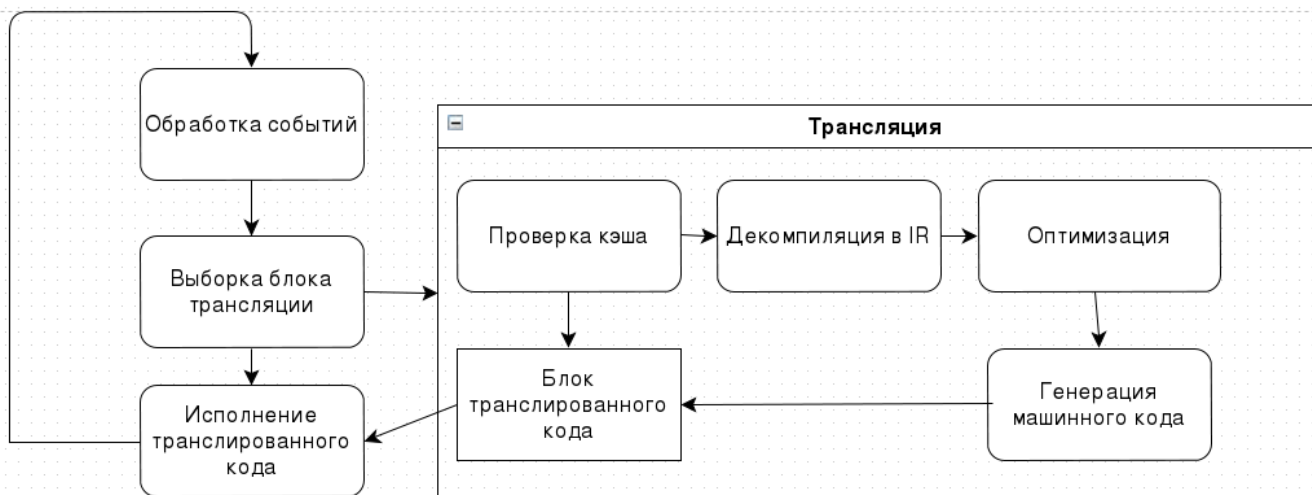 Обработка событий
Выборка блока
трансляции
Исполнение
транслированного
кода
Трансляция
Проверка кэша
Декомпиляция в IR
Оптимизация
Блок
транслированного
кода
Генерация
машинного кода